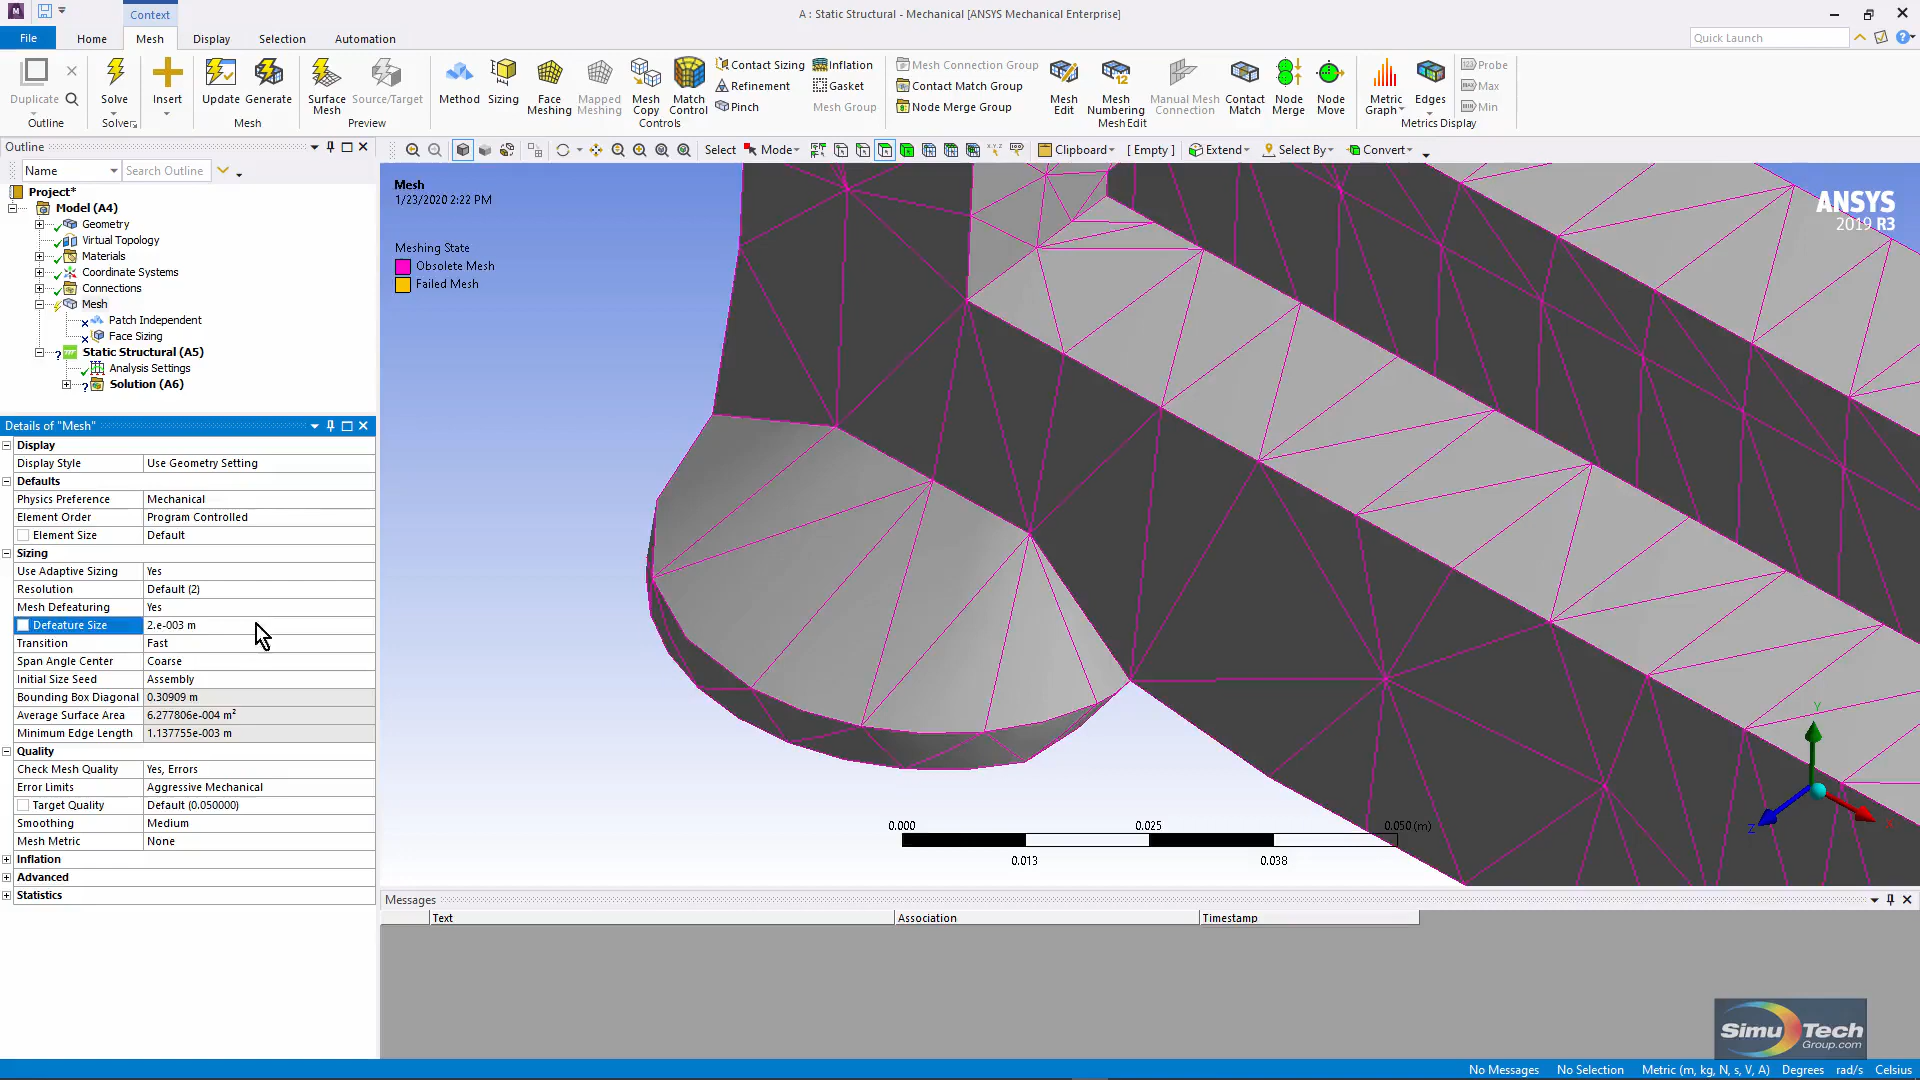 Context
A : Static Structural - Mechanical [ANSYS Mechanical Enterprise]
File Home Mesh Display Selection Automation
Quick Launch
Duplicate
Outline
Solve
Solver
Insert
Update Generate
Mesh
Surface Mesh
Source/Target
Preview
Method Sizing
Face Meshing
Mapped Meshing
Mesh Copy
Match Control
Contact Sizing
Refinement
Pinch
Inflation
Gasket
Mesh Group
Controls
Mesh Connection Group
Contact Match Group
Node Merge Group
Mesh Edit
Mesh Numbering
Manual Mesh Connection
Contact Match
Node Merge
Node Move
Mesh Edit
Metric Graph
Edges
Probe
Max
Min
Metrics Display
Outline
Name Search Outline
Select Mode Clipboard [ Empty ] Extend Select By Convert
Project*
Model (A4)
Geometry
Virtual Topology
Materials
Coordinate Systems
Connections
Mesh
Patch Independent
Face Sizing
Static Structural (A5)
Analysis Settings
Solution (A6)
Details of "Mesh"
Display
Display Style Use Geometry Setting
Defaults
Physics Preference Mechanical
Element Order Program Controlled
Element Size Default
Sizing
Use Adaptive Sizing Yes
Resolution Default (2)
Mesh Defeaturing Yes
Defeature Size 2.e-003 m
Transition Fast
Span Angle Center Coarse
Initial Size Seed Assembly
Bounding Box Diagonal 0.30909 m
Average Surface Area 6.277806e-004 m²
Minimum Edge Length 1.137755e-003 m
Quality
Check Mesh Quality Yes, Errors
Error Limits Aggressive Mechanical
Target Quality Default (0.050000)
Smoothing Medium
Mesh Metric None
Inflation
Advanced
Statistics
Mesh
1/23/2020 2:22 PM
Meshing State
Obsolete Mesh
Failed Mesh
ANSYS
2019 R3
0.000 0.025 0.050 (m)
0.013 0.038
Y
Z X
Messages
Text Association Timestamp
SimuTech
Group.com
No Messages No Selection Metric (m, kg, N, s, V, A) Degrees rad/s Celsius